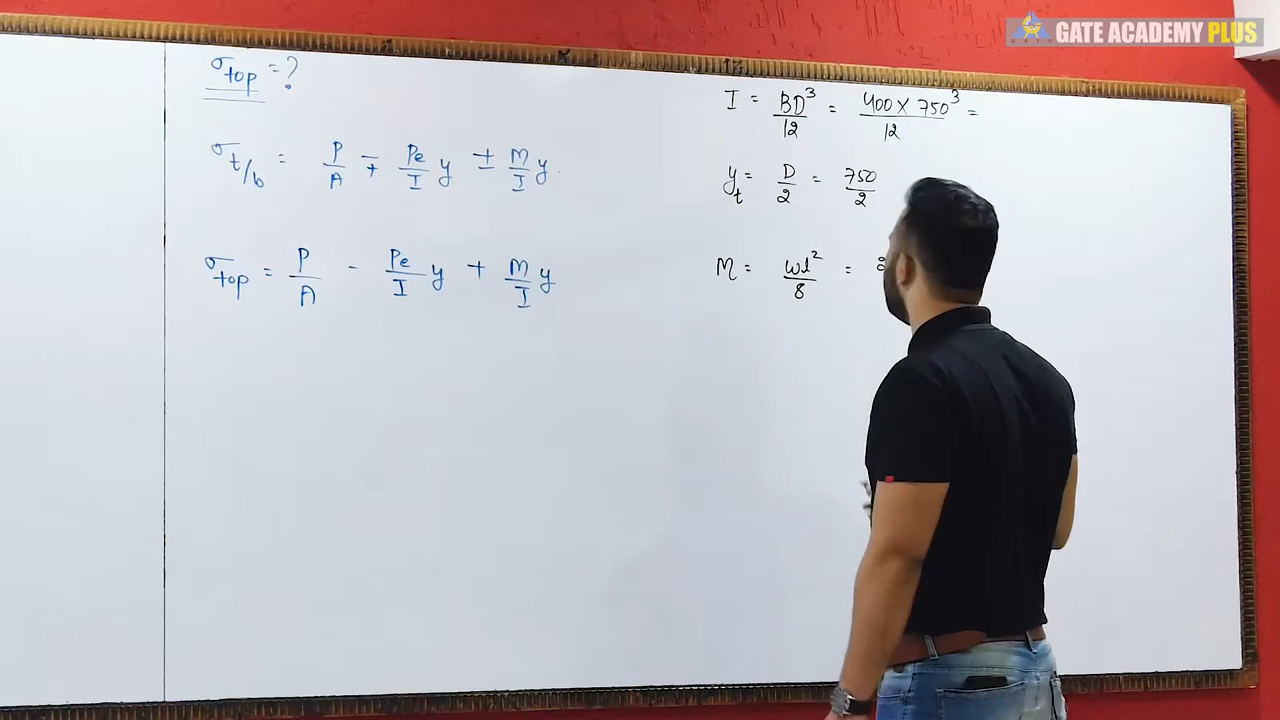 GATE ACADEMY PLUS
σtop = ?
σt/b = P/A ∓ Pe/I y ± M/I y
σtop = P/A - Pe/I y + M/I y
I = BD³/12 = 400 × 750³/12 =
yt = D/2 = 750/2
M = wl²/8 =